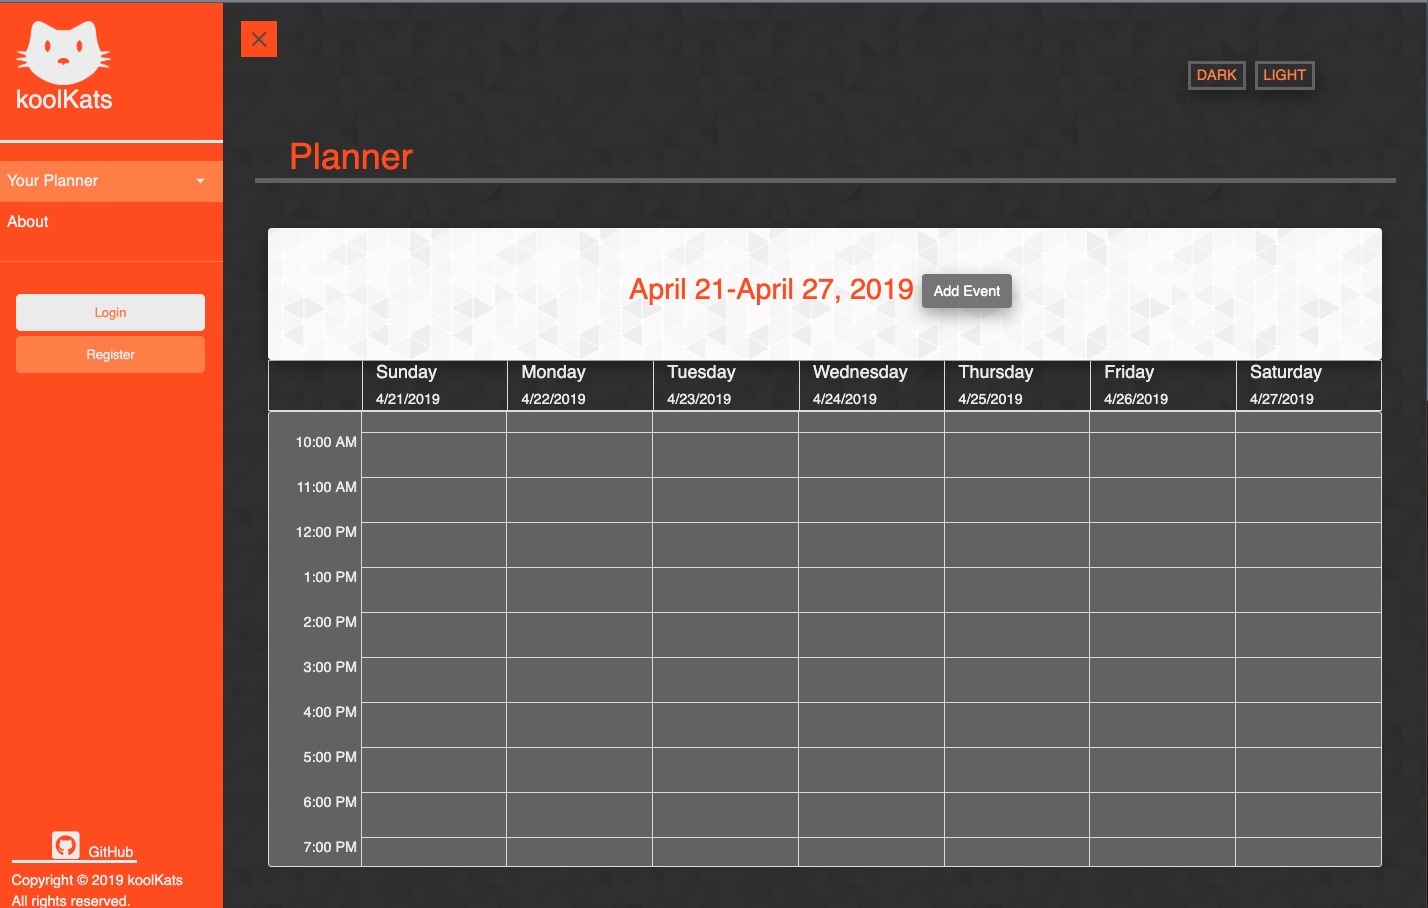 koolKats
Your Planner
About
Login
Register
GitHub
Copyright © 2019 koolKats
All rights reserved.
DARK LIGHT
Planner
April 21-April 27, 2019 Add Event
Sunday Monday Tuesday Wednesday Thursday Friday Saturday
4/21/2019 4/22/2019 4/23/2019 4/24/2019 4/25/2019 4/26/2019 4/27/2019
10:00 AM
11:00 AM
12:00 PM
1:00 PM
2:00 PM
3:00 PM
4:00 PM
5:00 PM
6:00 PM
7:00 PM